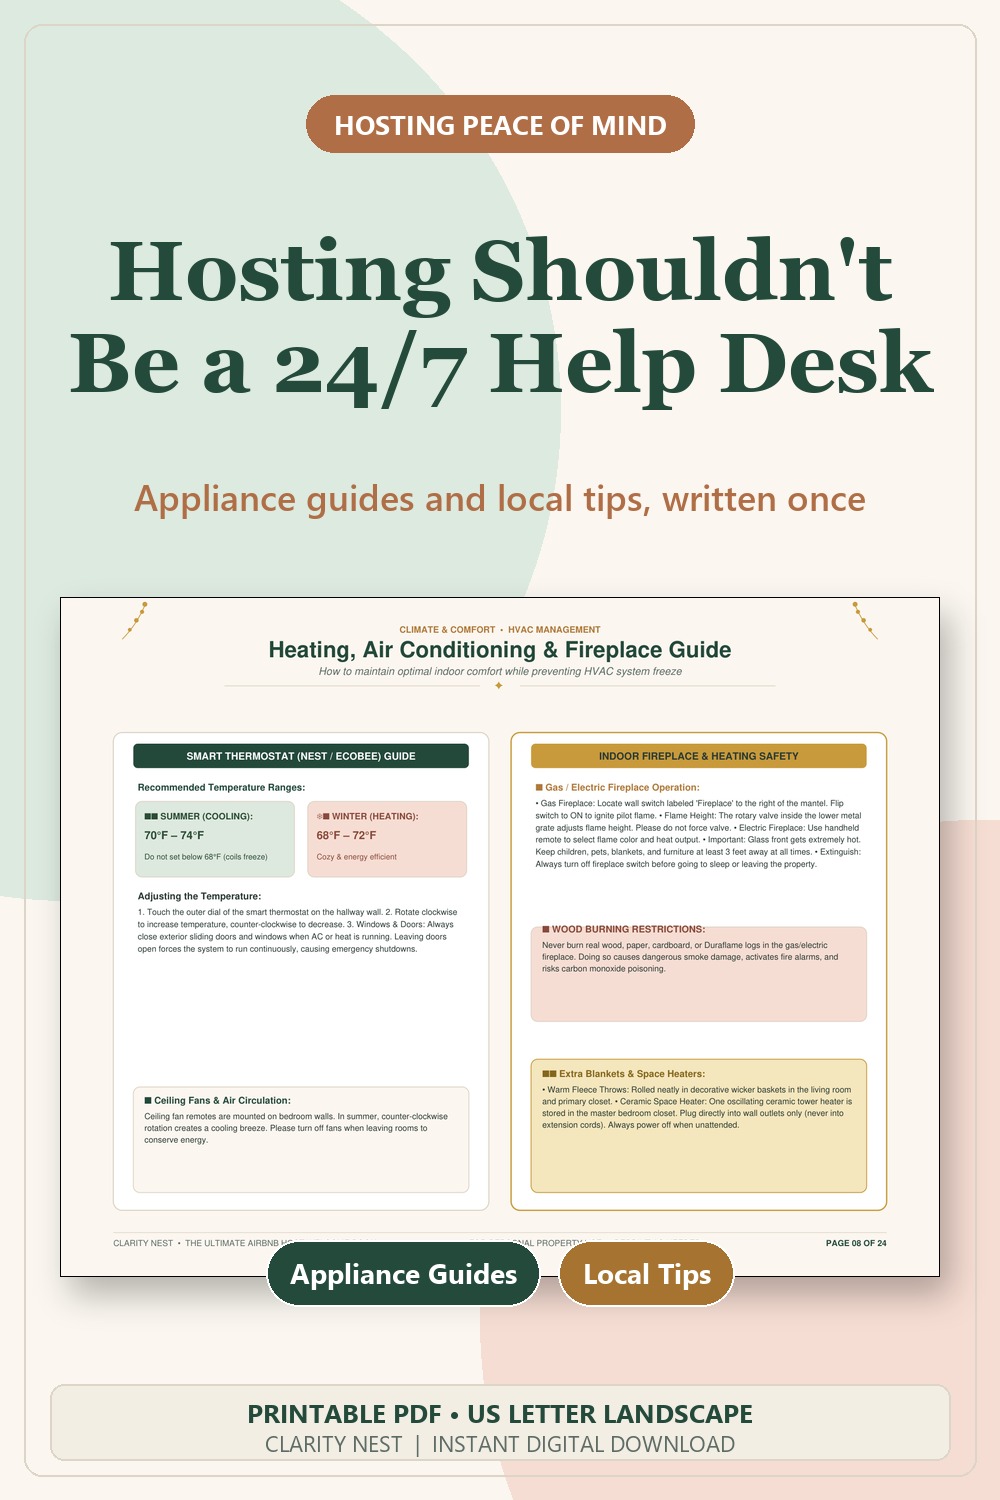 HOSTING PEACE OF MIND
Hosting Shouldn't
Be a 24/7 Help Desk
Appliance guides and local tips, written once
CLIMATE & COMFORT • HVAC MANAGEMENT
Heating, Air Conditioning & Fireplace Guide
How to maintain optimal indoor comfort while preventing HVAC system freeze
SMART THERMOSTAT (NEST / ECOBEE) GUIDE
Recommended Temperature Ranges:
■■ SUMMER (COOLING):
70°F – 74°F
Do not set below 68°F (coils freeze)
❄■ WINTER (HEATING):
68°F – 72°F
Cozy & energy efficient
Adjusting the Temperature:
1. Touch the outer dial of the smart thermostat on the hallway wall. 2. Rotate clockwise
to increase temperature, counter-clockwise to decrease. 3. Windows & Doors: Always
close exterior sliding doors and windows when AC or heat is running. Leaving doors
open forces the system to run continuously, causing emergency shutdowns.
■ Ceiling Fans & Air Circulation:
Ceiling fan remotes are mounted on bedroom walls. In summer, counter-clockwise
rotation creates a cooling breeze. Please turn off fans when leaving rooms to
conserve energy.
INDOOR FIREPLACE & HEATING SAFETY
■ Gas / Electric Fireplace Operation:
• Gas Fireplace: Locate wall switch labeled 'Fireplace' to the right of the mantel. Flip
switch to ON to ignite pilot flame. • Flame Height: The rotary valve inside the lower metal
grate adjusts flame height. Please do not force valve. • Electric Fireplace: Use handheld
remote to select flame color and heat output. • Important: Glass front gets extremely hot.
Keep children, pets, blankets, and furniture at least 3 feet away at all times. • Extinguish:
Always turn off fireplace switch before going to sleep or leaving the property.
■ WOOD BURNING RESTRICTIONS:
Never burn real wood, paper, cardboard, or Duraflame logs in the gas/electric
fireplace. Doing so causes dangerous smoke damage, activates fire alarms, and
risks carbon monoxide poisoning.
■■ Extra Blankets & Space Heaters:
• Warm Fleece Throws: Rolled neatly in decorative wicker baskets in the living room
and primary closet. • Ceramic Space Heater: One oscillating ceramic tower heater is
stored in the master bedroom closet. Plug directly into wall outlets only (never into
extension cords). Always power off when unattended.
CLARITY NEST • THE ULTIMATE AIRBNB
PROPERTY
PAGE 08 OF 24
Appliance Guides
Local Tips
PRINTABLE PDF • US LETTER LANDSCAPE
CLARITY NEST | INSTANT DIGITAL DOWNLOAD